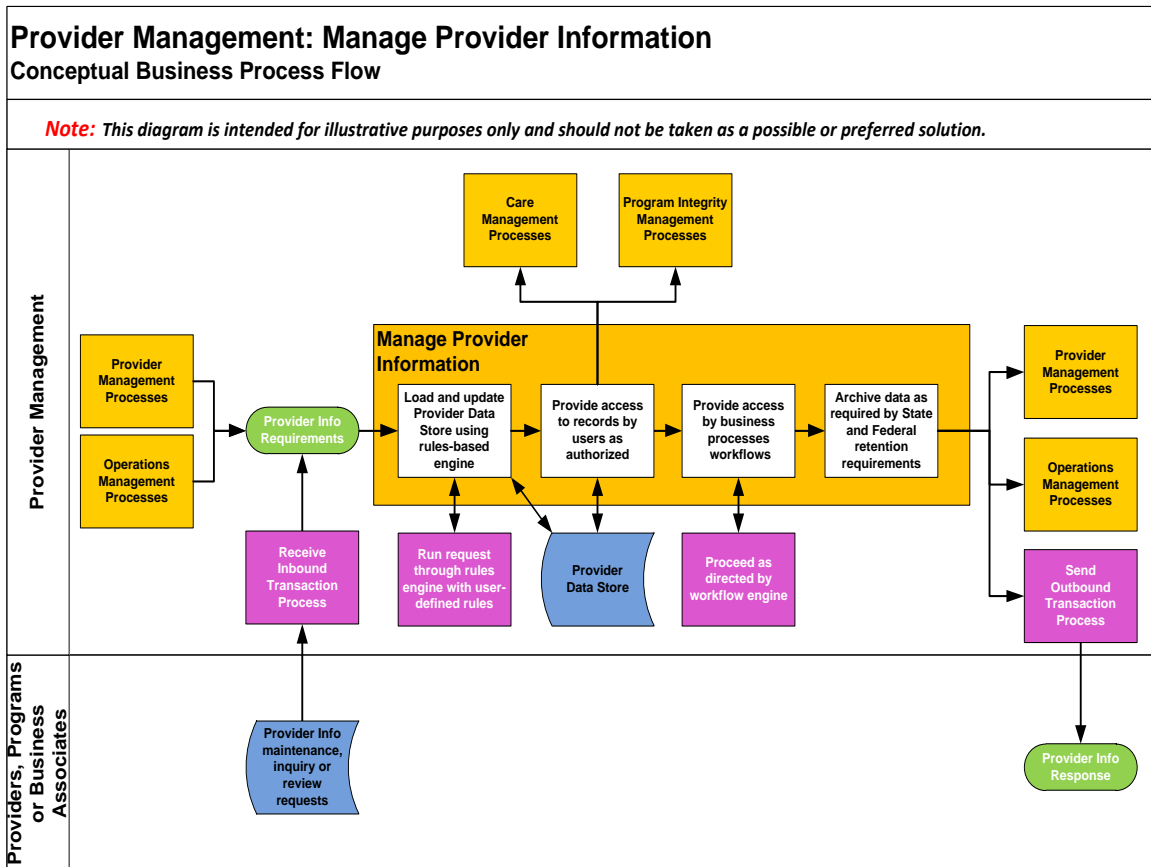 Provider Management: Manage Provider Information
Conceptual Business Process Flow
Note: This diagram is intended for illustrative purposes only and should not be taken as a possible or preferred solution.
Provider Management
Care
Management
Processes
Program Integrity
Management
Processes
Provider
Management
Processes
Operations
Management
Processes
Provider Info
Requirements
Receive
Inbound
Transaction
Process
Manage Provider
Information
Load and update
Provider Data
Store using
rules-based
engine
Provide access
to records by
users as
authorized
Provide access
by business
processes
workflows
Archive data as
required by State
and Federal
retention
requirements
Run request
through rules
engine with user-
defined rules
Provider
Data Store
Proceed as
directed by
workflow engine
Provider
Management
Processes
Operations
Management
Processes
Send
Outbound
Transaction
Process
Providers, Programs
or Business
Associates
Provider Info
maintenance,
inquiry or
review
requests
Provider Info
Response